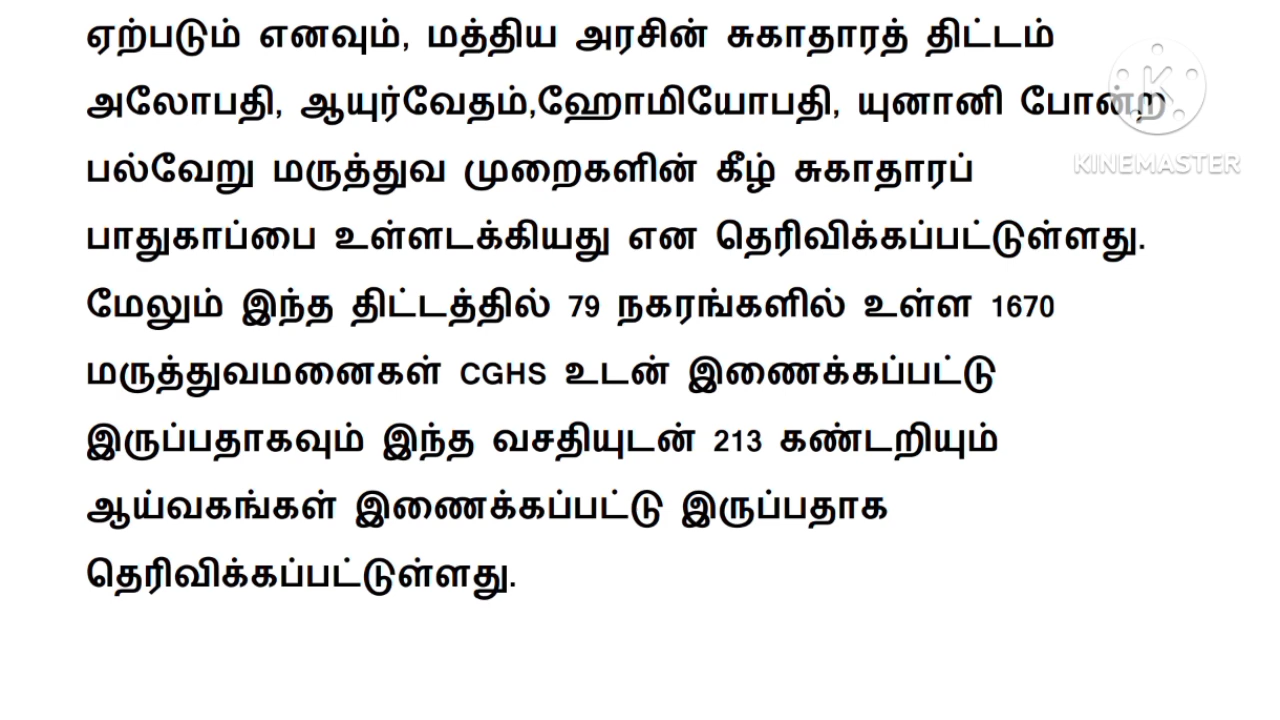 ஏற்படும் எனவும், மத்திய அரசின் சுகாதாரத் திட்டம்
அலோபதி, ஆயுர்வேதம்,ஹோமியோபதி, யுனானி போன்ற
பல்வேறு மருத்துவ முறைகளின் கீழ் சுகாதாரப்
பாதுகாப்பை உள்ளடக்கியது என தெரிவிக்கப்பட்டுள்ளது.
மேலும் இந்த திட்டத்தில் 79 நகரங்களில் உள்ள 1670
மருத்துவமனைகள் CGHS உடன் இணைக்கப்பட்டு
இருப்பதாகவும் இந்த வசதியுடன் 213 கண்டறியும்
ஆய்வகங்கள் இணைக்கப்பட்டு இருப்பதாக
தெரிவிக்கப்பட்டுள்ளது.
K
KINEMASTER